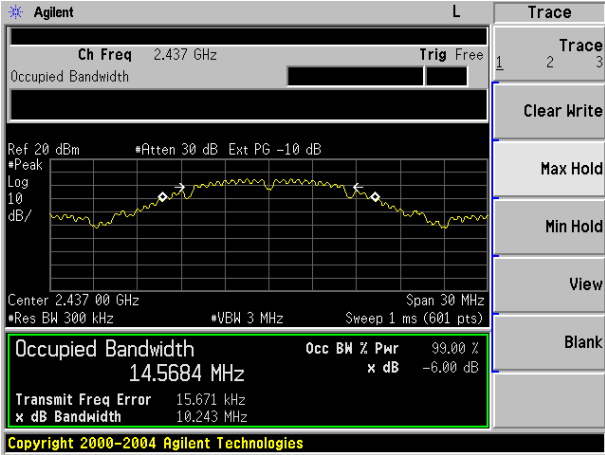 Agilent L Trace
Ch Freq 2.437 GHz Trig Free
Occupied Bandwidth
Trace
1 2 3
Clear Write
Max Hold
Min Hold
View
Blank
Ref 20 dBm #Atten 30 dB Ext PG -10 dB
#Peak
Log
10
dB/
Center 2.437 00 GHz Span 30 MHz
#Res BW 300 kHz #VBW 3 MHz Sweep 1 ms (601 pts)
Occupied Bandwidth Occ BW % Pwr 99.00 %
14.5684 MHz x dB -6.00 dB
Transmit Freq Error 15.671 kHz
x dB Bandwidth 10.243 MHz
Copyright 2000-2004 Agilent Technologies